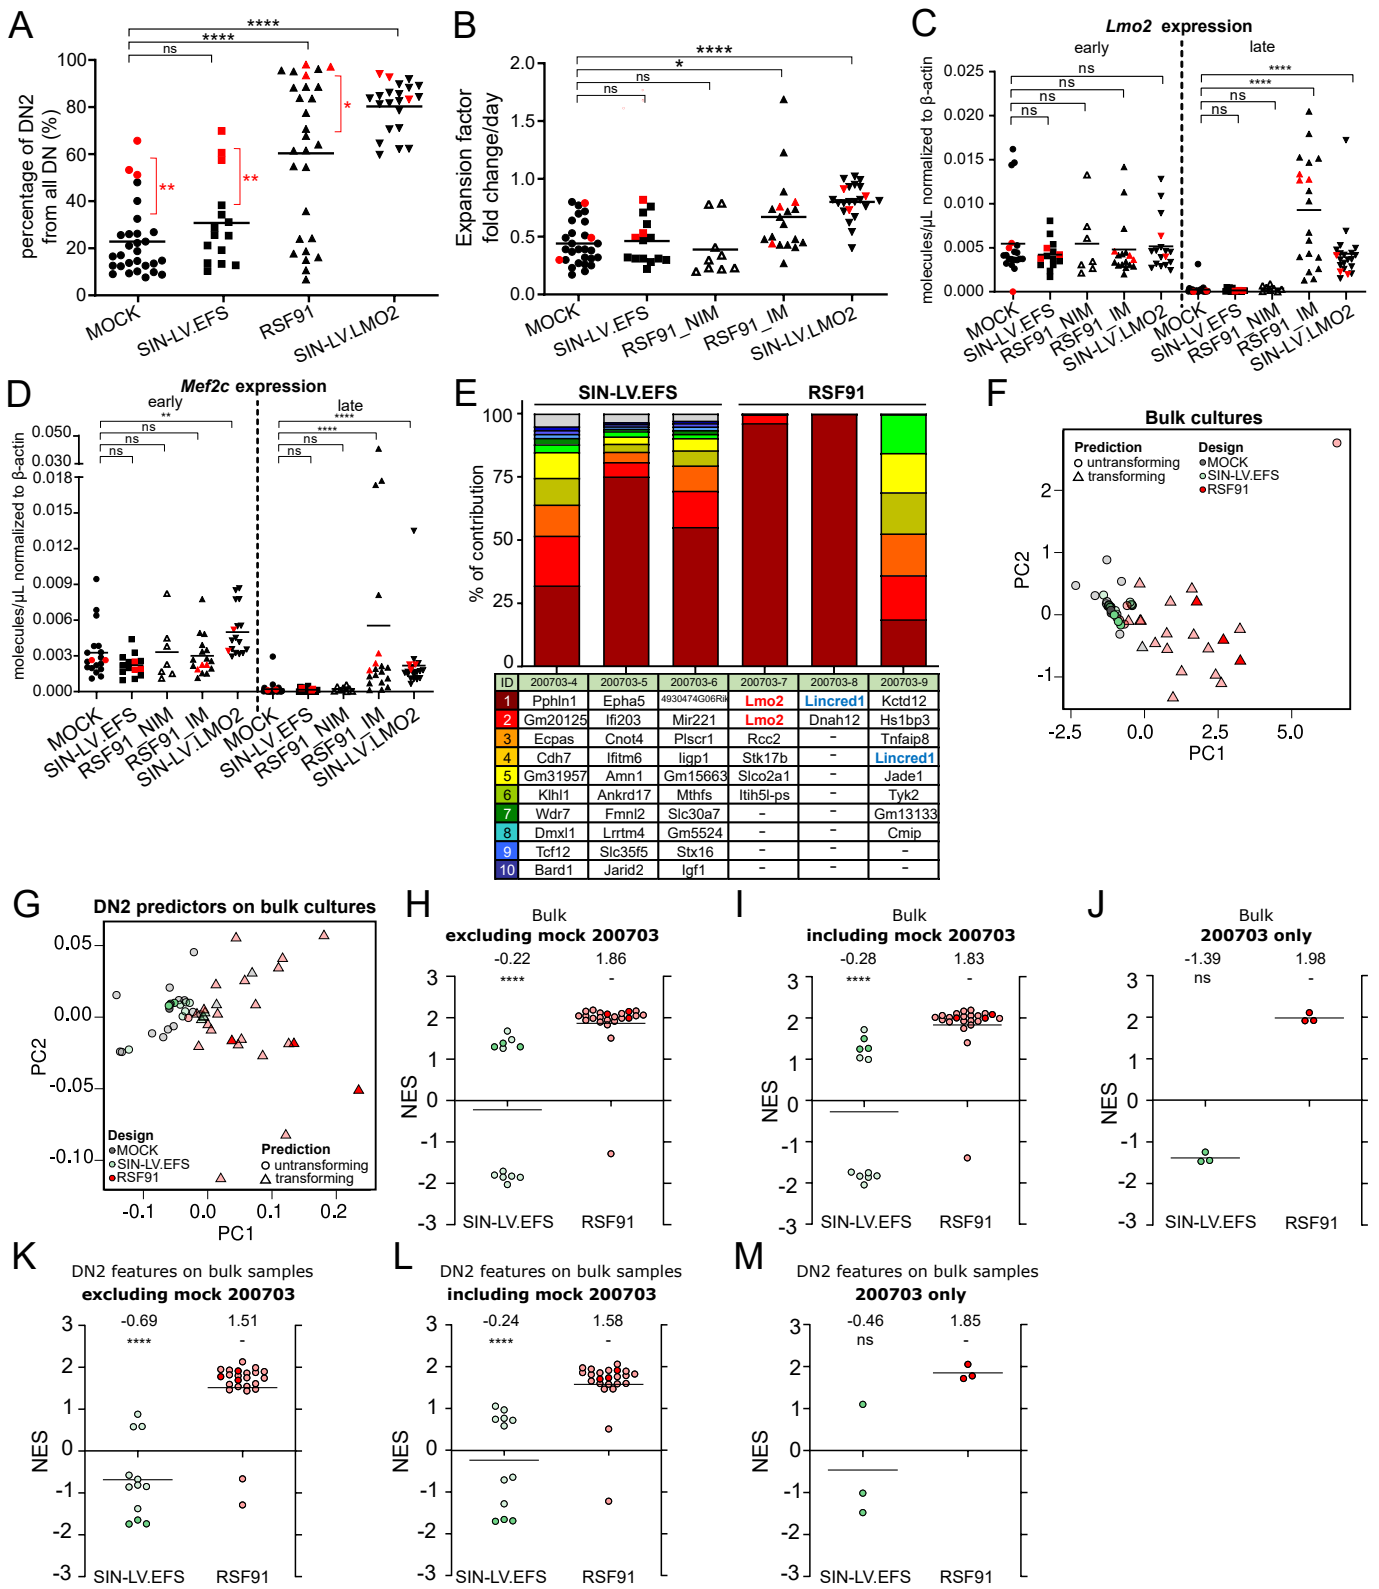 A
****
****
ns
percentage of DN2
from all DN (%)
100
80
60
40
20
0
**
**
*
MOCK
SIN-LV.EFS
RSF91
SIN-LV.LMO2
B
****
*
ns
ns
Expansion factor
fold change/day
2.0
1.5
1.0
0.5
0.0
MOCK
SIN-LV.EFS
RSF91_NIM
RSF91_IM
SIN-LV.LMO2
C
Lmo2 expression
early
late
ns
ns
ns
ns
****
****
ns
ns
molecules/µL normalized to β-actin
0.025
0.020
0.015
0.010
0.005
0.000
MOCK
SIN-LV.EFS
RSF91_NIM
RSF91_IM
SIN-LV.LMO2
MOCK
SIN-LV.EFS
RSF91_NIM
RSF91_IM
SIN-LV.LMO2
D
Mef2c expression
early
late
**
ns
ns
ns
****
****
ns
ns
molecules/µL normalized to β-actin
0.050
0.030
0.018
0.015
0.012
0.009
0.006
0.003
0.000
MOCK
SIN-LV.EFS
RSF91_NIM
RSF91_IM
SIN-LV.LMO2
MOCK
SIN-LV.EFS
RSF91_NIM
RSF91_IM
SIN-LV.LMO2
E
SIN-LV.EFS RSF91
% of contribution
100
75
50
25
0
ID 200703-4 200703-5 200703-6 200703-7 200703-8 200703-9
1 Pphln1 Epha5 4930474G06Rik Lmo2 Lincred1 Kctd12
2 Gm20125 Ifi203 Mir221 Lmo2 Dnah12 Hs1bp3
3 Ecpas Cnot4 Plscr1 Rcc2 - Tnfaip8
4 Cdh7 Ifitm6 Iigp1 Stk17b - Lincred1
5 Gm31957 Amn1 Gm15663 Slco2a1 - Jade1
6 Klhl1 Ankrd17 Mthfs Itih5l-ps - Tyk2
7 Wdr7 Fmnl2 Slc30a7 - - Gm13133
8 Dmxl1 Lrrtm4 Gm5524 - - Cmip
9 Tcf12 Slc35f5 Stx16 - - -
10 Bard1 Jarid2 Igf1 - - -
F
Bulk cultures
Prediction
untransforming
transforming
Design
MOCK
SIN-LV.EFS
RSF91
PC2
2
1
0
-1
-2.5 0.0 2.5 5.0
PC1
G
DN2 predictors on bulk cultures
PC2
0.05
0.00
-0.05
-0.10
Design
MOCK
SIN-LV.EFS
RSF91
Prediction
untransforming
transforming
-0.1 0.0 0.1 0.2
PC1
H
Bulk
excluding mock 200703
-0.22 1.86
**** -
NES
3
2
1
0
-1
-2
-3
SIN-LV.EFS RSF91
I
Bulk
including mock 200703
-0.28 1.83
**** -
NES
3
2
1
0
-1
-2
-3
SIN-LV.EFS RSF91
J
Bulk
200703 only
-1.39 1.98
ns -
NES
3
2
1
0
-1
-2
-3
SIN-LV.EFS RSF91
K
DN2 features on bulk samples
excluding mock 200703
-0.69 1.51
**** -
NES
3
2
1
0
-1
-2
-3
SIN-LV.EFS RSF91
L
DN2 features on bulk samples
including mock 200703
-0.24 1.58
**** -
NES
3
2
1
0
-1
-2
-3
SIN-LV.EFS RSF91
M
DN2 features on bulk samples
200703 only
-0.46 1.85
ns -
NES
3
2
1
0
-1
-2
-3
SIN-LV.EFS RSF91